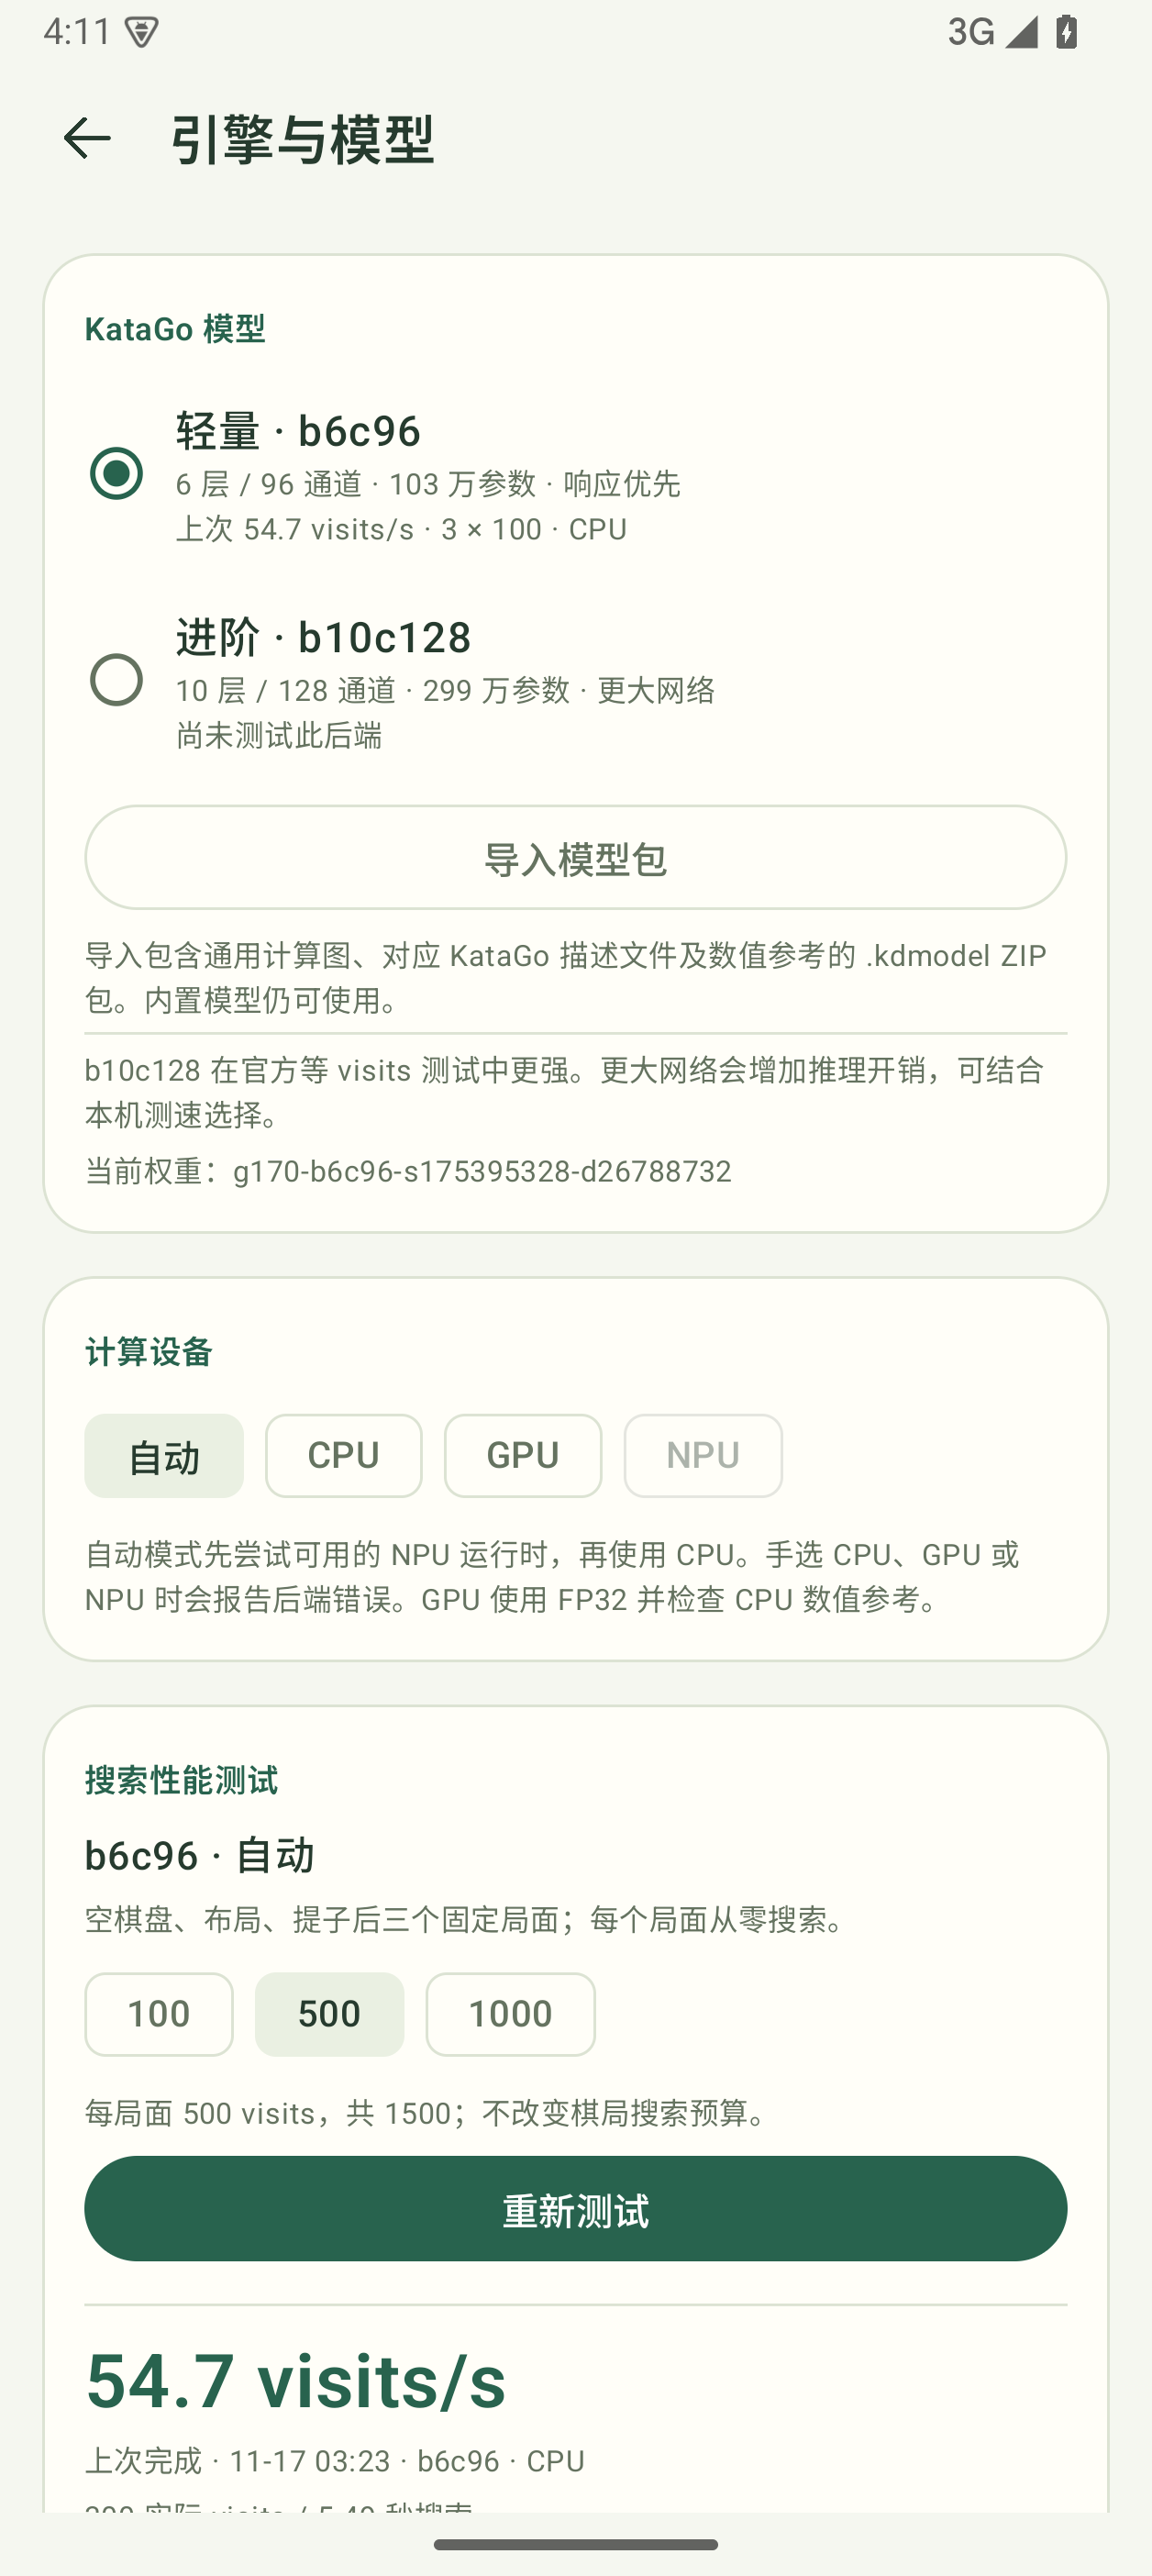 4:11
3G
引擎与模型
KataGo 模型
轻量 · b6c96
6 层 / 96 通道 · 103 万参数 · 响应优先
上次 54.7 visits/s · 3 × 100 · CPU
进阶 · b10c128
10 层 / 128 通道 · 299 万参数 · 更大网络
尚未测试此后端
导入模型包
导入包含通用计算图、对应 KataGo 描述文件及数值参考的 .kdmodel ZIP
包。内置模型仍可使用。
b10c128 在官方等 visits 测试中更强。更大网络会增加推理开销，可结合
本机测速选择。
当前权重：g170-b6c96-s175395328-d26788732
计算设备
自动 CPU GPU NPU
自动模式先尝试可用的 NPU 运行时，再使用 CPU。手选 CPU、GPU 或
NPU 时会报告后端错误。GPU 使用 FP32 并检查 CPU 数值参考。
搜索性能测试
b6c96 · 自动
空棋盘、布局、提子后三个固定局面；每个局面从零搜索。
100 500 1000
每局面 500 visits，共 1500；不改变棋局搜索预算。
重新测试
54.7 visits/s
上次完成 · 11-17 03:23 · b6c96 · CPU